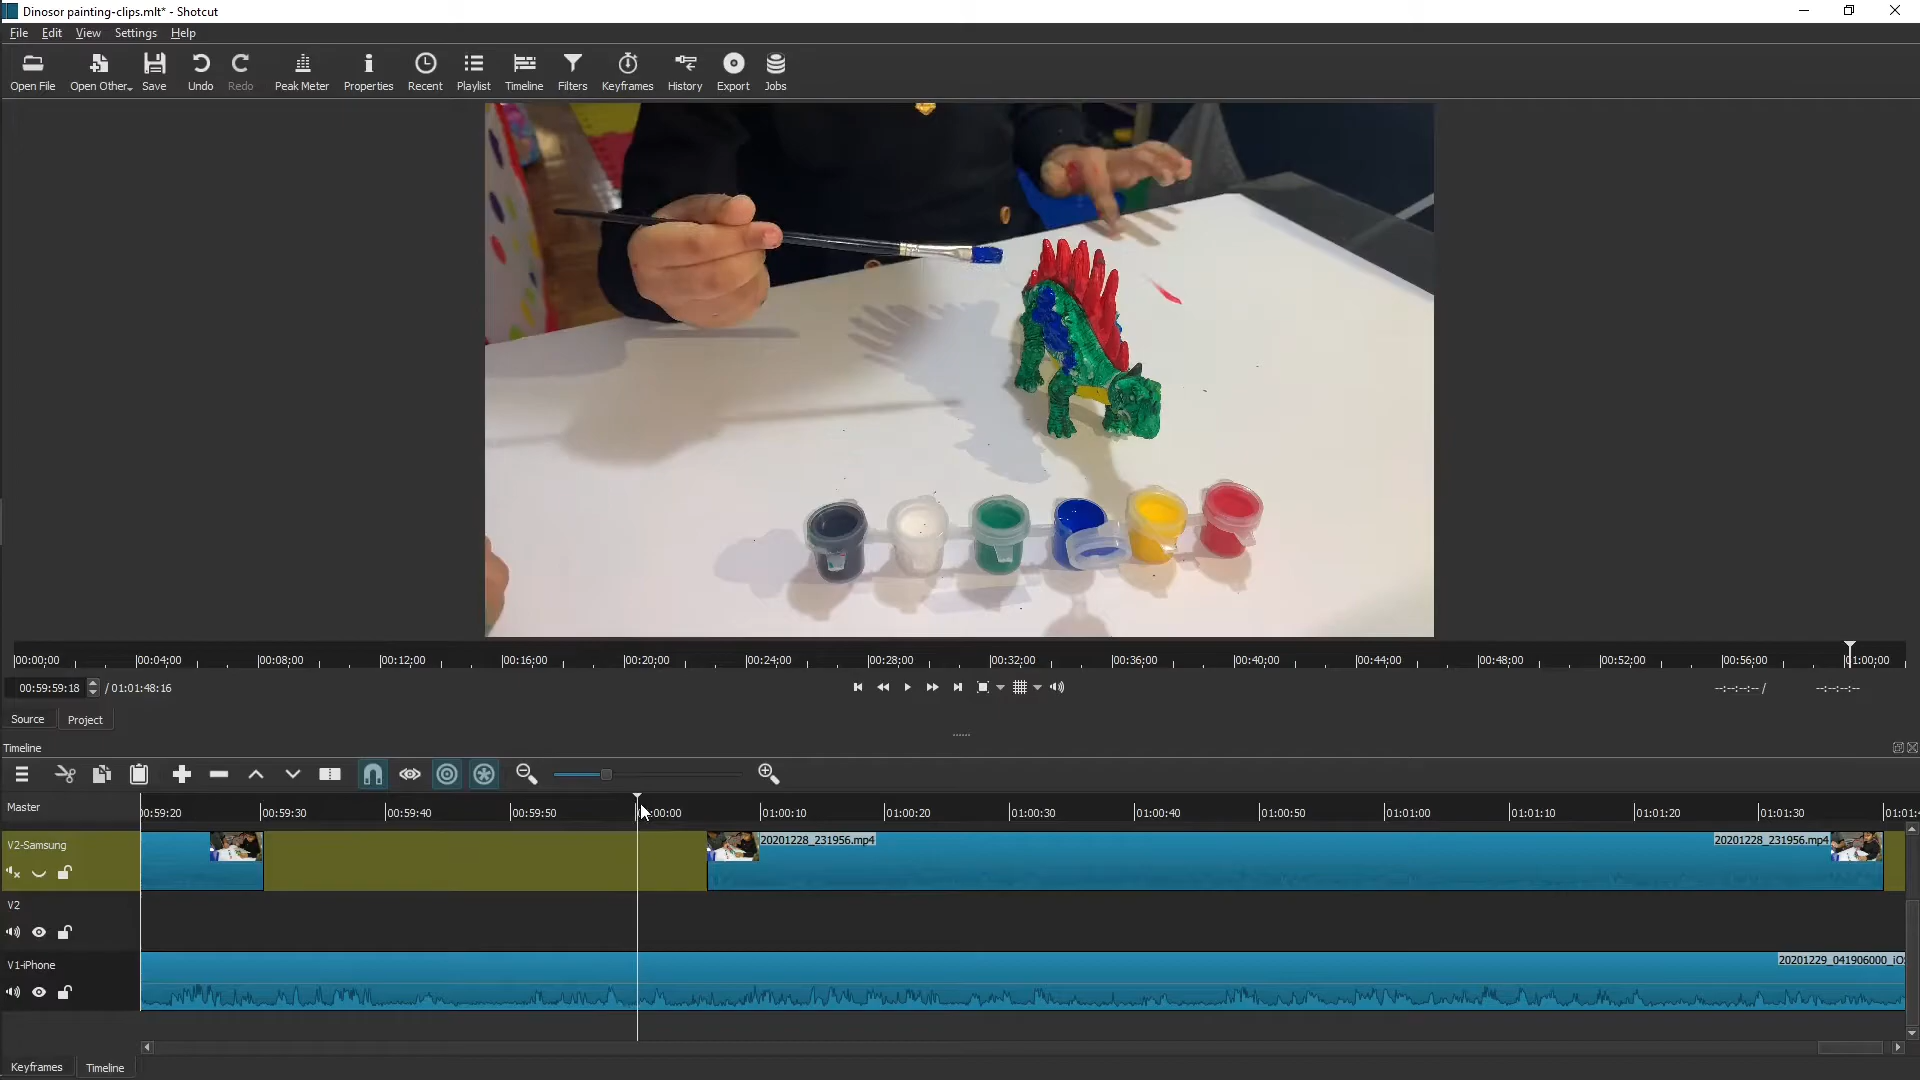 Dinosor painting-clips.mlt* - Shotcut
File Edit View Settings Help
Open File Open Other Save Undo Redo Peak Meter Properties Recent Playlist Timeline Filters Keyframes History Export Jobs
00:00;00 00:04;00 00:08;00 00:12;00 00:16;00 00:20;00 00:24;00 00:28;00 00:32;00 00:36;00 00:40;00 00:44;00 00:48;00 00:52;00 00:56;00 01:00;00
00:59:59:18 / 01:01:48:16 --:--:--:-- / --:--:--:--
Source Project
Timeline
Master 00:59:20 00:59:30 00:59:40 00:59:50 01:00:00 01:00:10 01:00:20 01:00:30 01:00:40 01:00:50 01:01:00 01:01:10 01:01:20 01:01:30 01:01:4
V2-Samsung 20201228_231956.mp4 20201228_231956.mp4
V2
V1-iPhone 20201229_041906000_iO
Keyframes Timeline